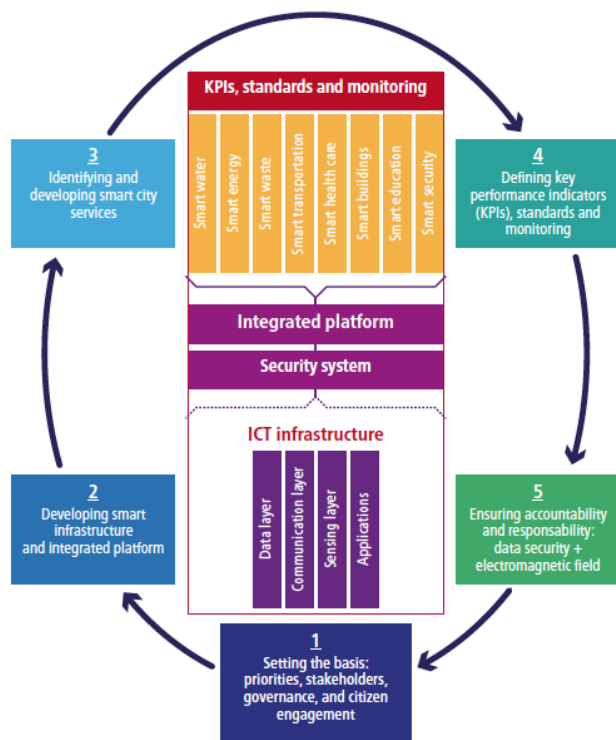 KPIs, standards and monitoring
Smart water
Smart energy
Smart waste
Smart transportation
Smart health care
Smart buildings
Smart education
Smart security
Integrated platform
Security system
ICT infrastructure
Data layer
Communication layer
Sensing layer
Applications
1
Setting the basis:
priorities, stakeholders,
governance, and citizen
engagement
2
Developing smart
infrastructure
and integrated platform
3
Identifying and
developing smart city
services
4
Defining key
performance indicators
(KPIs), standards and
monitoring
5
Ensuring accountability
and responsability:
data security +
electromagnetic field